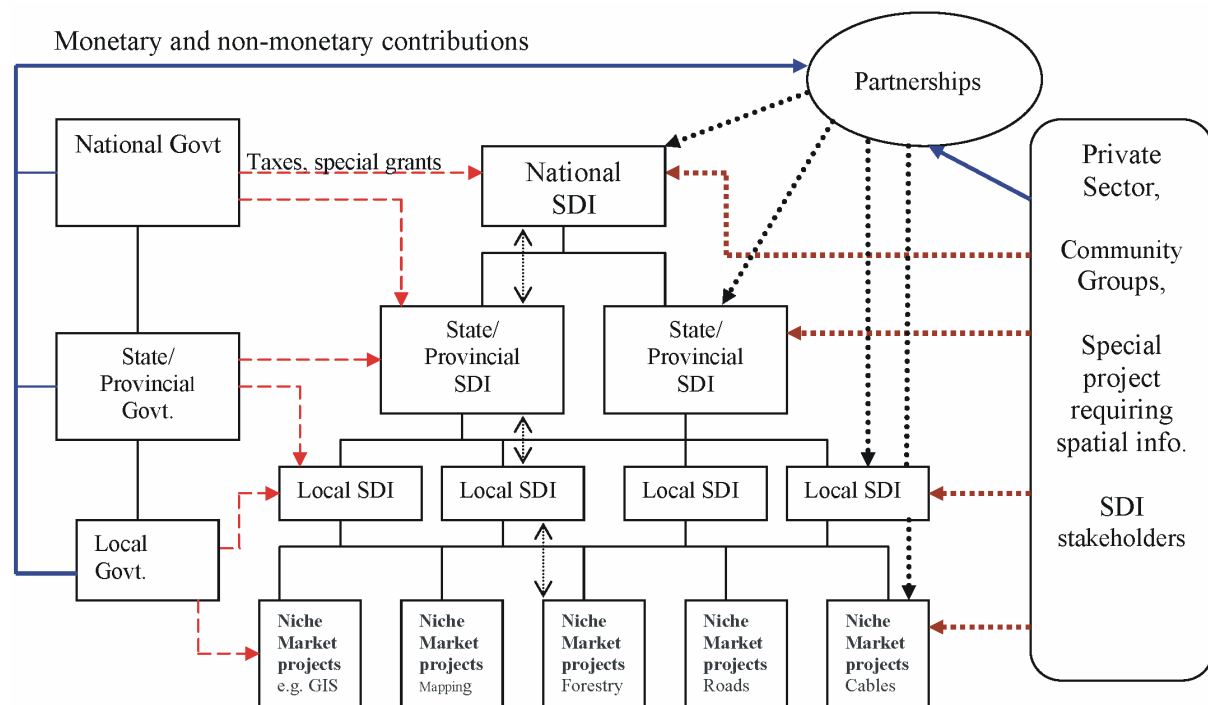 Monetary and non-monetary contributions
Partnerships
National Govt
Taxes, special grants
National
SDI
Private
Sector,
Community
Groups,
Special
project
requiring
spatial info.
SDI
stakeholders
State/
Provincial
Govt.
State/
Provincial
SDI
State/
Provincial
SDI
Local SDI
Local SDI
Local SDI
Local SDI
Local
Govt.
Niche
Market
projects
e.g. GIS
Niche
Market
projects
Mapping
Niche
Market
projects
Forestry
Niche
Market
projects
Roads
Niche
Market
projects
Cables